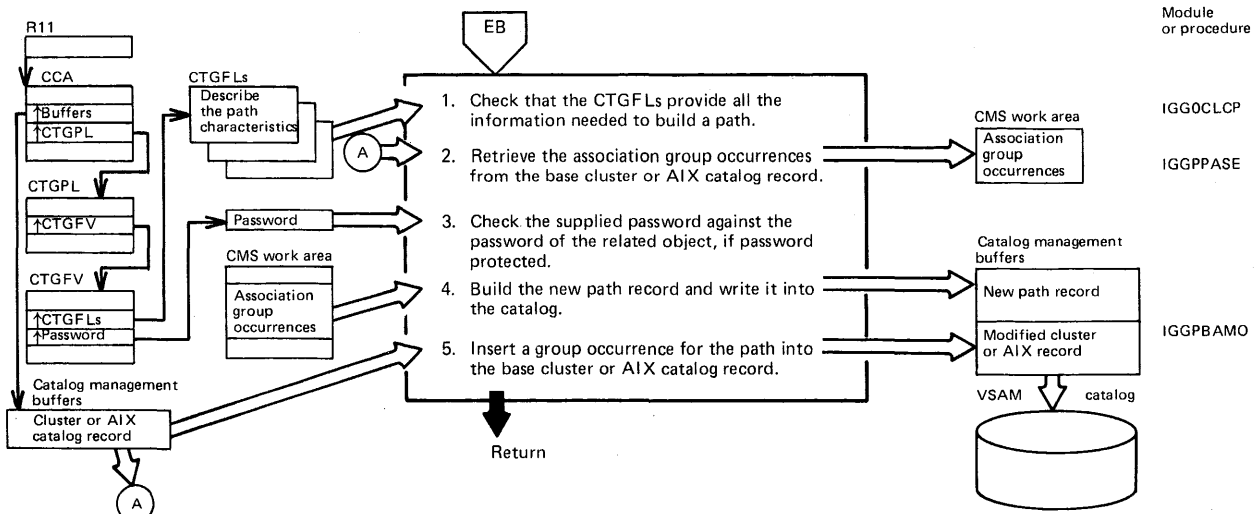 Module
or procedure
R11
EB
CCA
↑Buffers
↑CTGPL
CTGFLs
Describe
the path
characteristics
1. Check that the CTGFLs provide all the
information needed to build a path.
IGG0CLCP
A
2. Retrieve the association group occurrences
from the base cluster or AIX catalog record.
CMS work area
Association
group
occurrences
IGGPPASE
CTGPL
↑CTGFV
Password
3. Check the supplied password against the
password of the related object, if password
protected.
CTGFV
↑CTGFLs
↑Password
CMS work area
Association
group
occurrences
4. Build the new path record and write it into
the catalog.
Catalog management
buffers
New path record
5. Insert a group occurrence for the path into
the base cluster or AIX catalog record.
Modified cluster
or AIX record
IGGPBAMO
Catalog management
buffers
Cluster or AIX
catalog record
A
Return
VSAM catalog